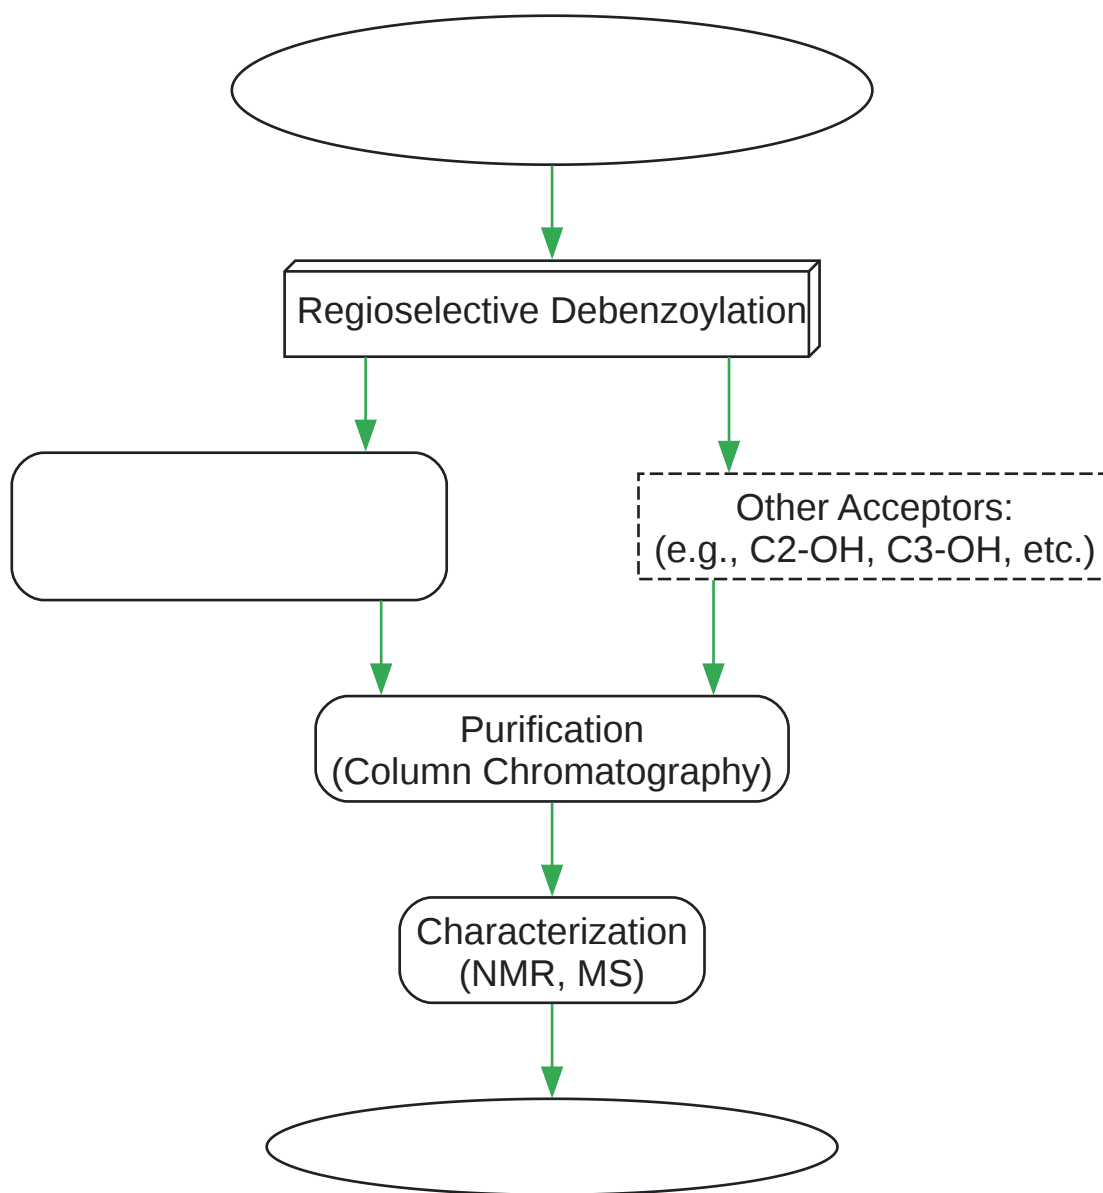 Regioselective Debenzoylation
Other Acceptors:
(e.g., C2-OH, C3-OH, etc.)
Purification
(Column Chromatography)
Characterization
(NMR, MS)